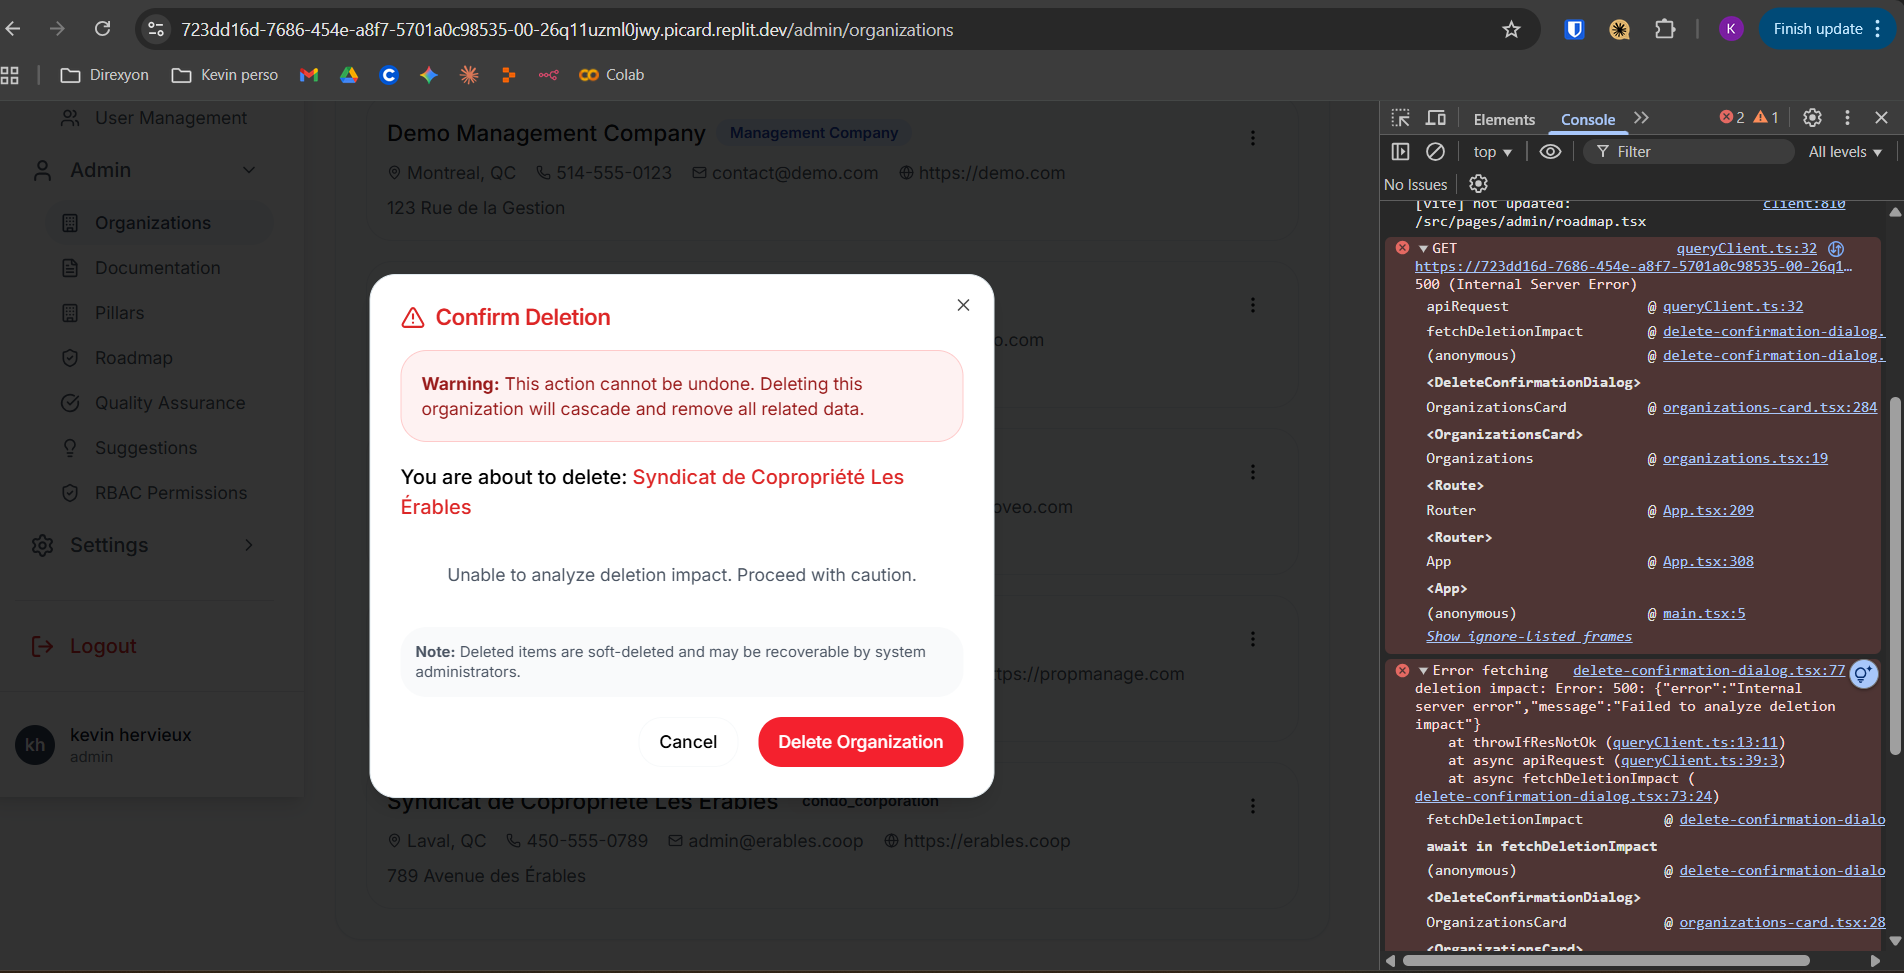 723dd16d-7686-454e-a8f7-5701a0c98535-00-26q11uzml0jwy.picard.replit.dev/admin/organizations
K
Finish update
Direxyon
Kevin perso
Colab
User Management
Admin
Organizations
Documentation
Pillars
Roadmap
Quality Assurance
Suggestions
RBAC Permissions
Settings
Logout
kh
kevin hervieux
admin
Demo Management Company Management Company
Montreal, QC 514-555-0123 contact@demo.com https://demo.com
123 Rue de la Gestion
o.com
oveo.com
tps://propmanage.com
Confirm Deletion
Warning: This action cannot be undone. Deleting this
organization will cascade and remove all related data.
You are about to delete: Syndicat de Copropriété Les
Érables
Unable to analyze deletion impact. Proceed with caution.
Note: Deleted items are soft-deleted and may be recoverable by system
administrators.
Cancel
Delete Organization
Syndicat de Copropriété Les Érables condo_corporation
Laval, QC 450-555-0789 admin@erables.coop https://erables.coop
789 Avenue des Érables
Elements
Console
2
1
top
Filter
All levels
No Issues
[vite] hot updated: client:810
/src/pages/admin/roadmap.tsx
GET queryClient.ts:32
https://723dd16d-7686-454e-a8f7-5701a0c98535-00-26q1…
500 (Internal Server Error)
apiRequest @ queryClient.ts:32
fetchDeletionImpact @ delete-confirmation-dialog.
(anonymous) @ delete-confirmation-dialog.
<DeleteConfirmationDialog>
OrganizationsCard @ organizations-card.tsx:284
<OrganizationsCard>
Organizations @ organizations.tsx:19
<Route>
Router @ App.tsx:209
<Router>
App @ App.tsx:308
<App>
(anonymous) @ main.tsx:5
Show ignore-listed frames
Error fetching delete-confirmation-dialog.tsx:77
deletion impact: Error: 500: {"error":"Internal
server error","message":"Failed to analyze deletion
impact"}
at throwIfResNotOk (queryClient.ts:13:11)
at async apiRequest (queryClient.ts:39:3)
at async fetchDeletionImpact (
delete-confirmation-dialog.tsx:73:24)
fetchDeletionImpact @ delete-confirmation-dialo
await in fetchDeletionImpact
(anonymous) @ delete-confirmation-dialo
<DeleteConfirmationDialog>
OrganizationsCard @ organizations-card.tsx:28
<OrganizationsCard>